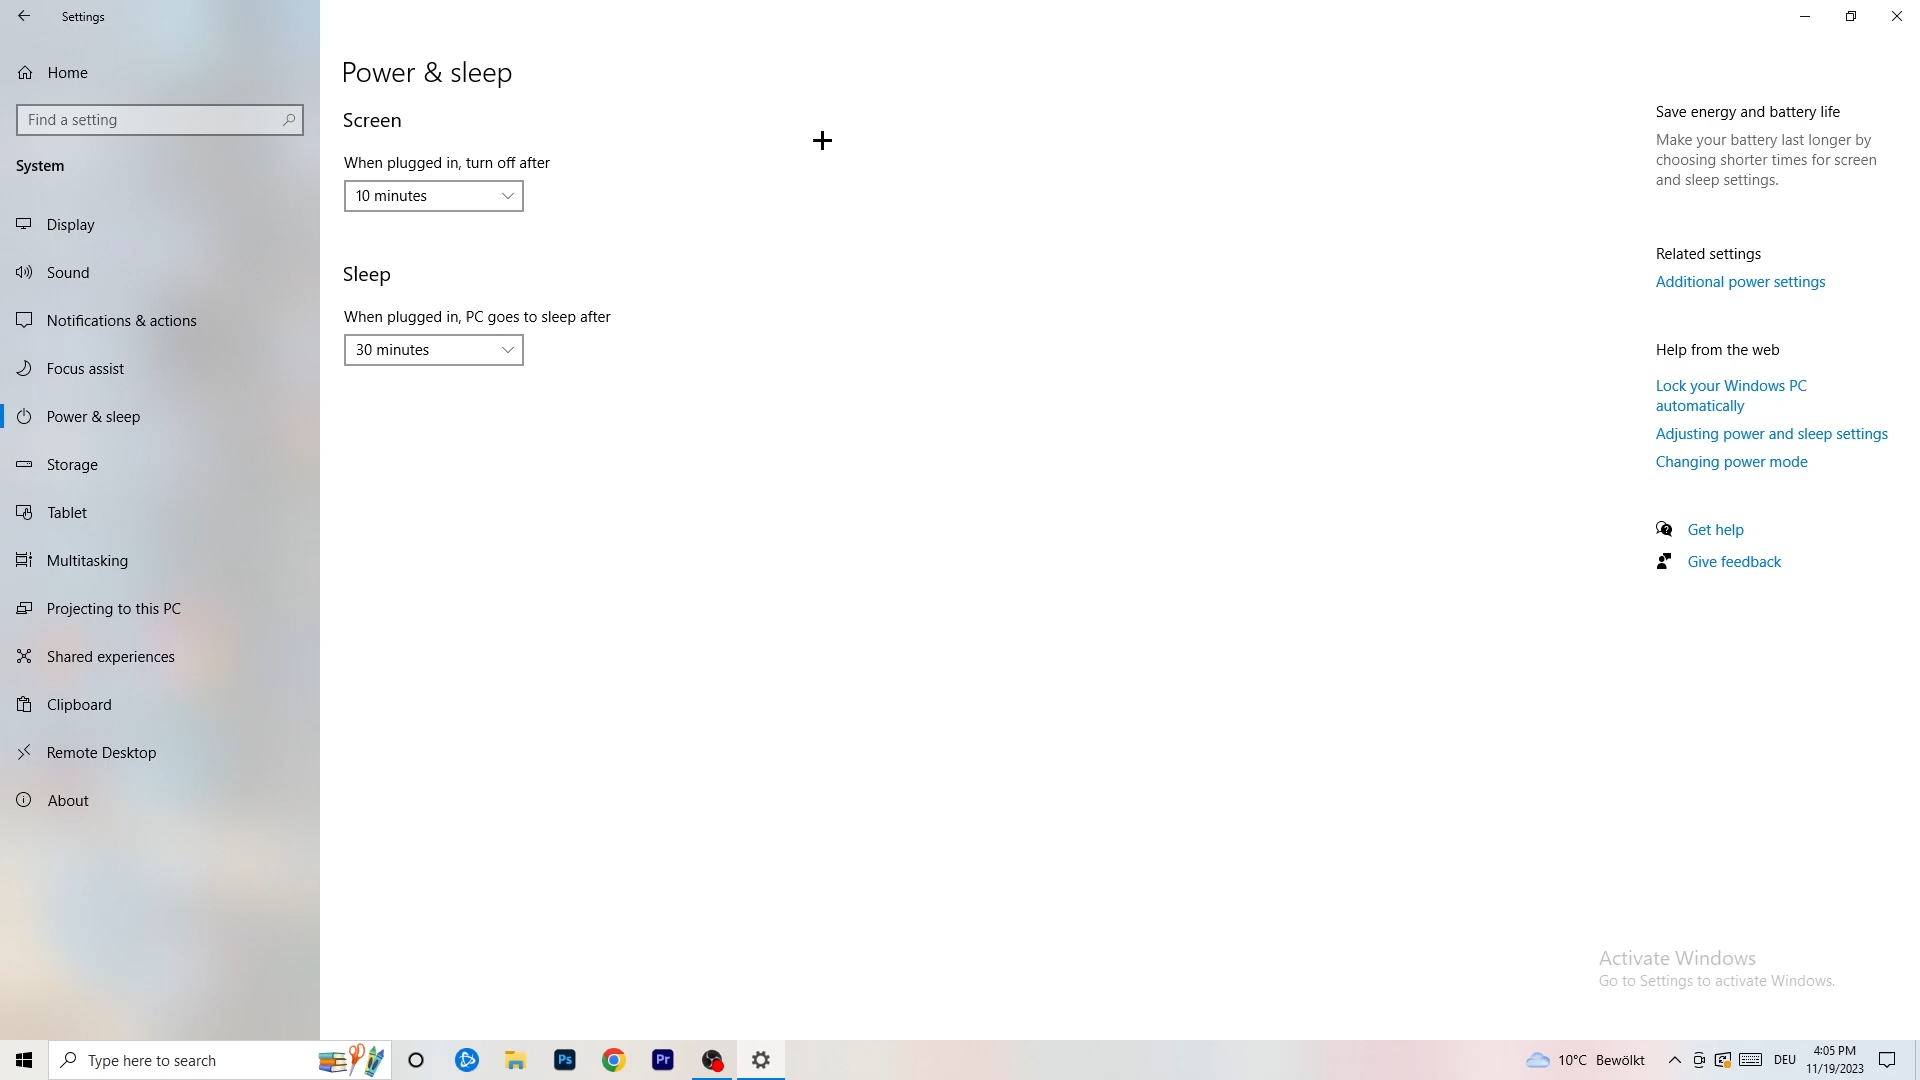 Settings
Home
Find a setting
System
Display
Sound
Notifications & actions
Focus assist
Power & sleep
Storage
Tablet
Multitasking
Projecting to this PC
Shared experiences
Clipboard
Remote Desktop
About
Power & sleep
Screen
When plugged in, turn off after
10 minutes
Sleep
When plugged in, PC goes to sleep after
30 minutes
Save energy and battery life
Make your battery last longer by
choosing shorter times for screen
and sleep settings.
Related settings
Additional power settings
Help from the web
Lock your Windows PC
automatically
Adjusting power and sleep settings
Changing power mode
Get help
Give feedback
Activate Windows
Go to Settings to activate Windows.
Type here to search
Ps
Pr
10°C Bewölkt
DEU
4:05 PM
11/19/2023